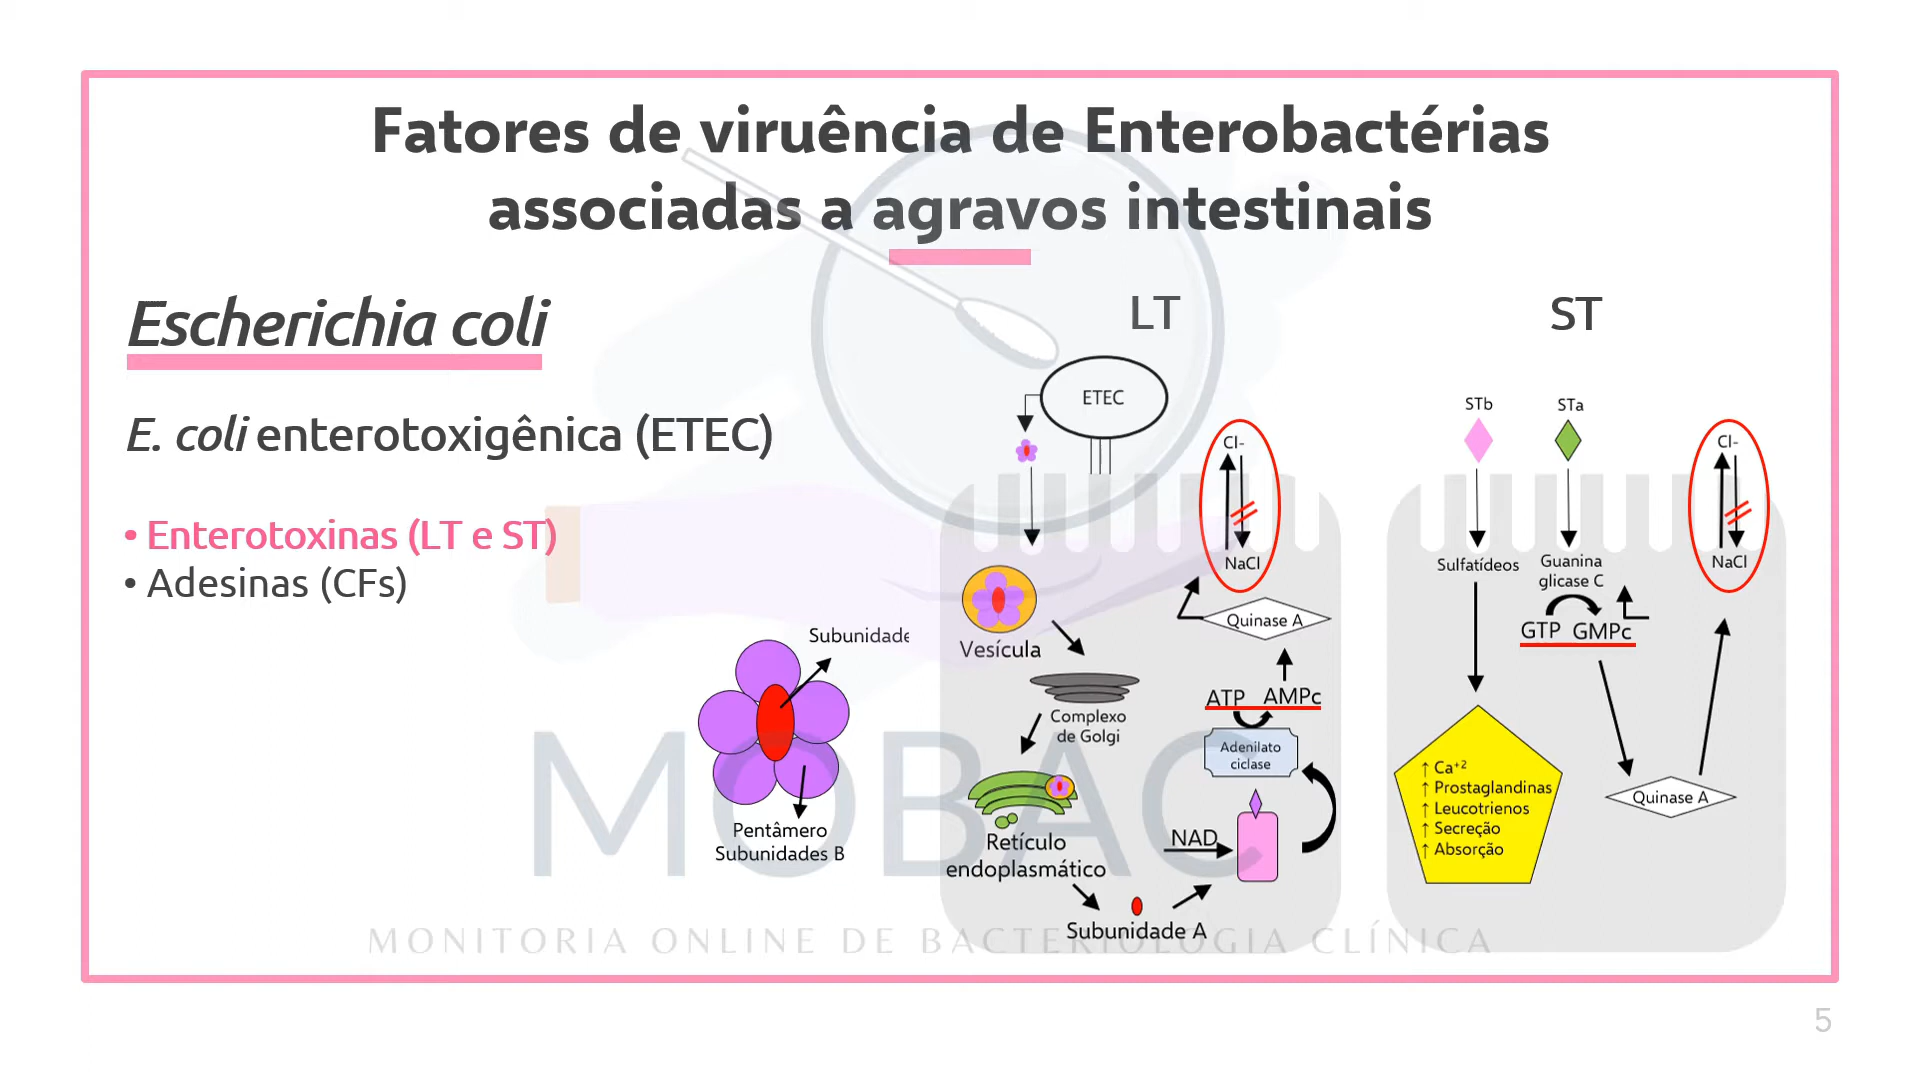 Fatores de viruência de Enterobactérias
associadas a agravos intestinais
Escherichia coli
E. coli enterotoxigênica (ETEC)
• Enterotoxinas (LT e ST)
• Adesinas (CFs)
Subunidade
Pentâmero
Subunidades B
LT
ETEC
Cl-
NaCl
Quinase A
Vesícula
ATP AMPc
Complexo
de Golgi
Adenilato
ciclase
NAD
Retículo
endoplasmático
Subunidade A
ST
STb
STa
Cl-
NaCl
Sulfatídeos
Guanina
glicase C
GTP GMPc
↑ Ca+2
↑ Prostaglandinas
↑ Leucotrienos
↑ Secreção
↑ Absorção
Quinase A
MOBAC
MONITORIA ONLINE DE BACTERIOLOGIA CLÍNICA
5